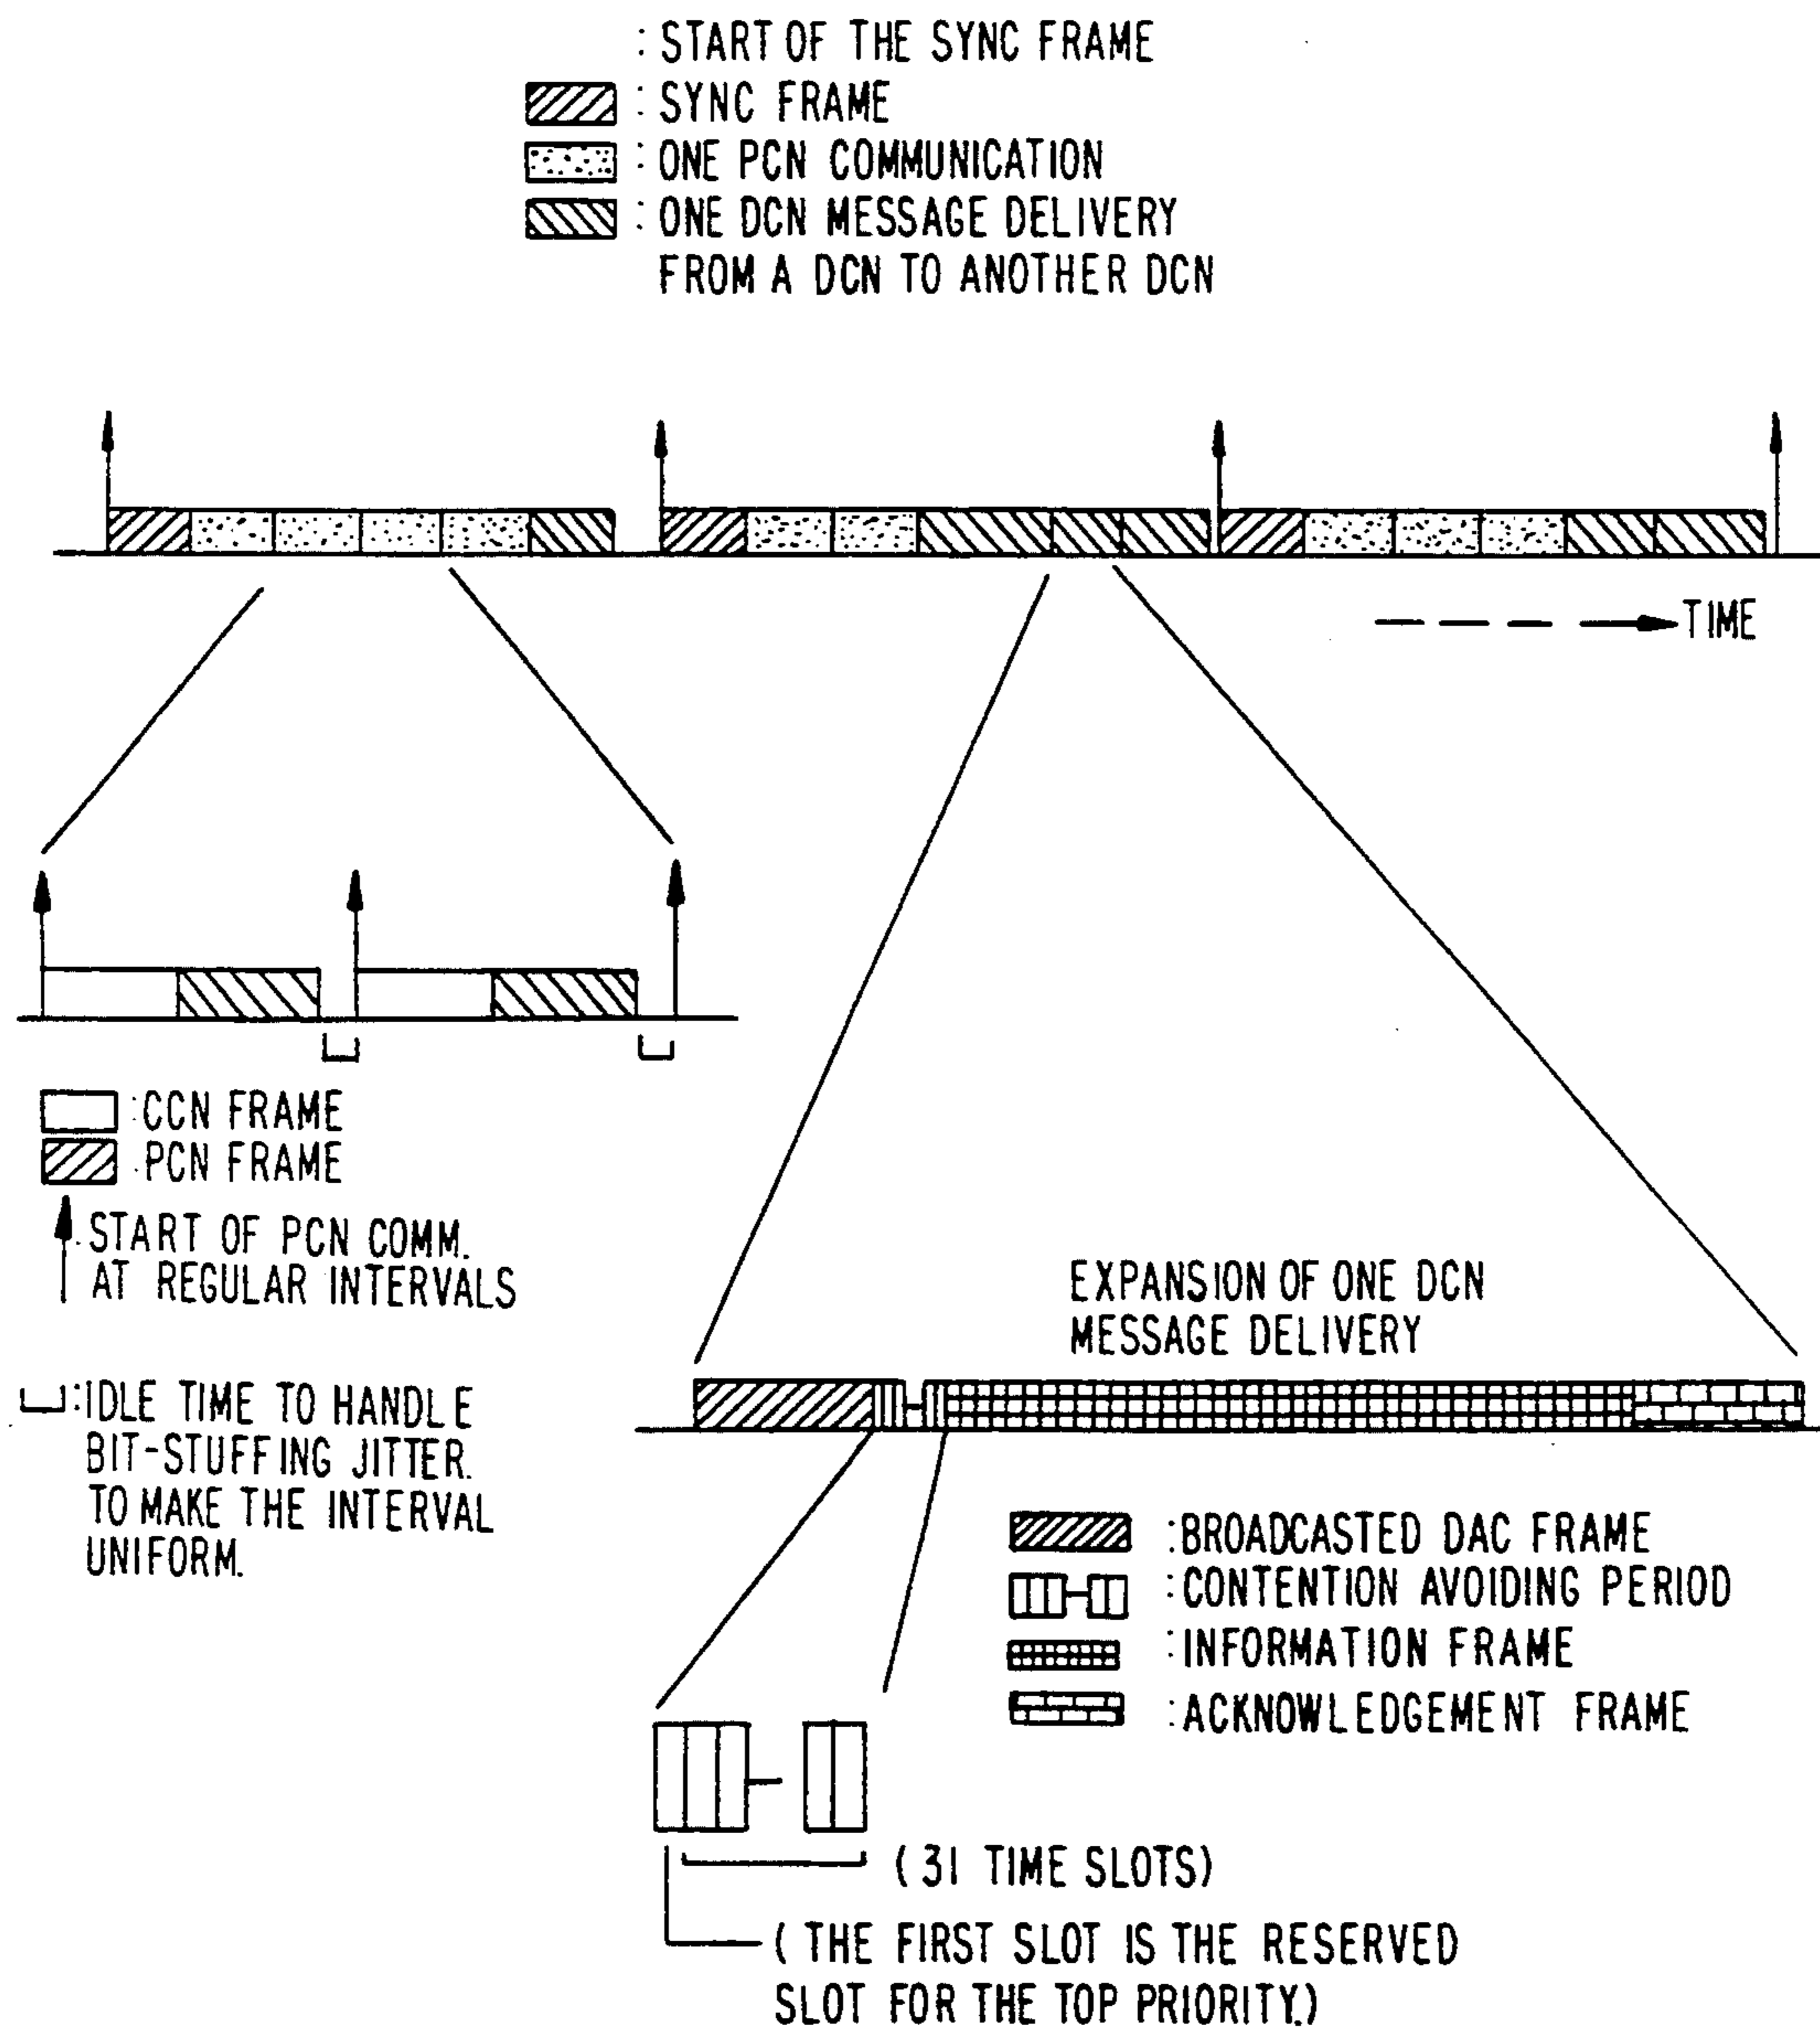 : START OF THE SYNC FRAME
: SYNC FRAME
: ONE PCN COMMUNICATION
: ONE DCN MESSAGE DELIVERY
FROM A DCN TO ANOTHER DCN
TIME
: CCN FRAME
: PCN FRAME
: START OF PCN COMM.
AT REGULAR INTERVALS
: IDLE TIME TO HANDLE
BIT-STUFFING JITTER.
TO MAKE THE INTERVAL
UNIFORM.
EXPANSION OF ONE DCN
MESSAGE DELIVERY
: BROADCASTED DAC FRAME
: CONTENTION AVOIDING PERIOD
: INFORMATION FRAME
: ACKNOWLEDGEMENT FRAME
(31 TIME SLOTS)
(THE FIRST SLOT IS THE RESERVED
SLOT FOR THE TOP PRIORITY.)